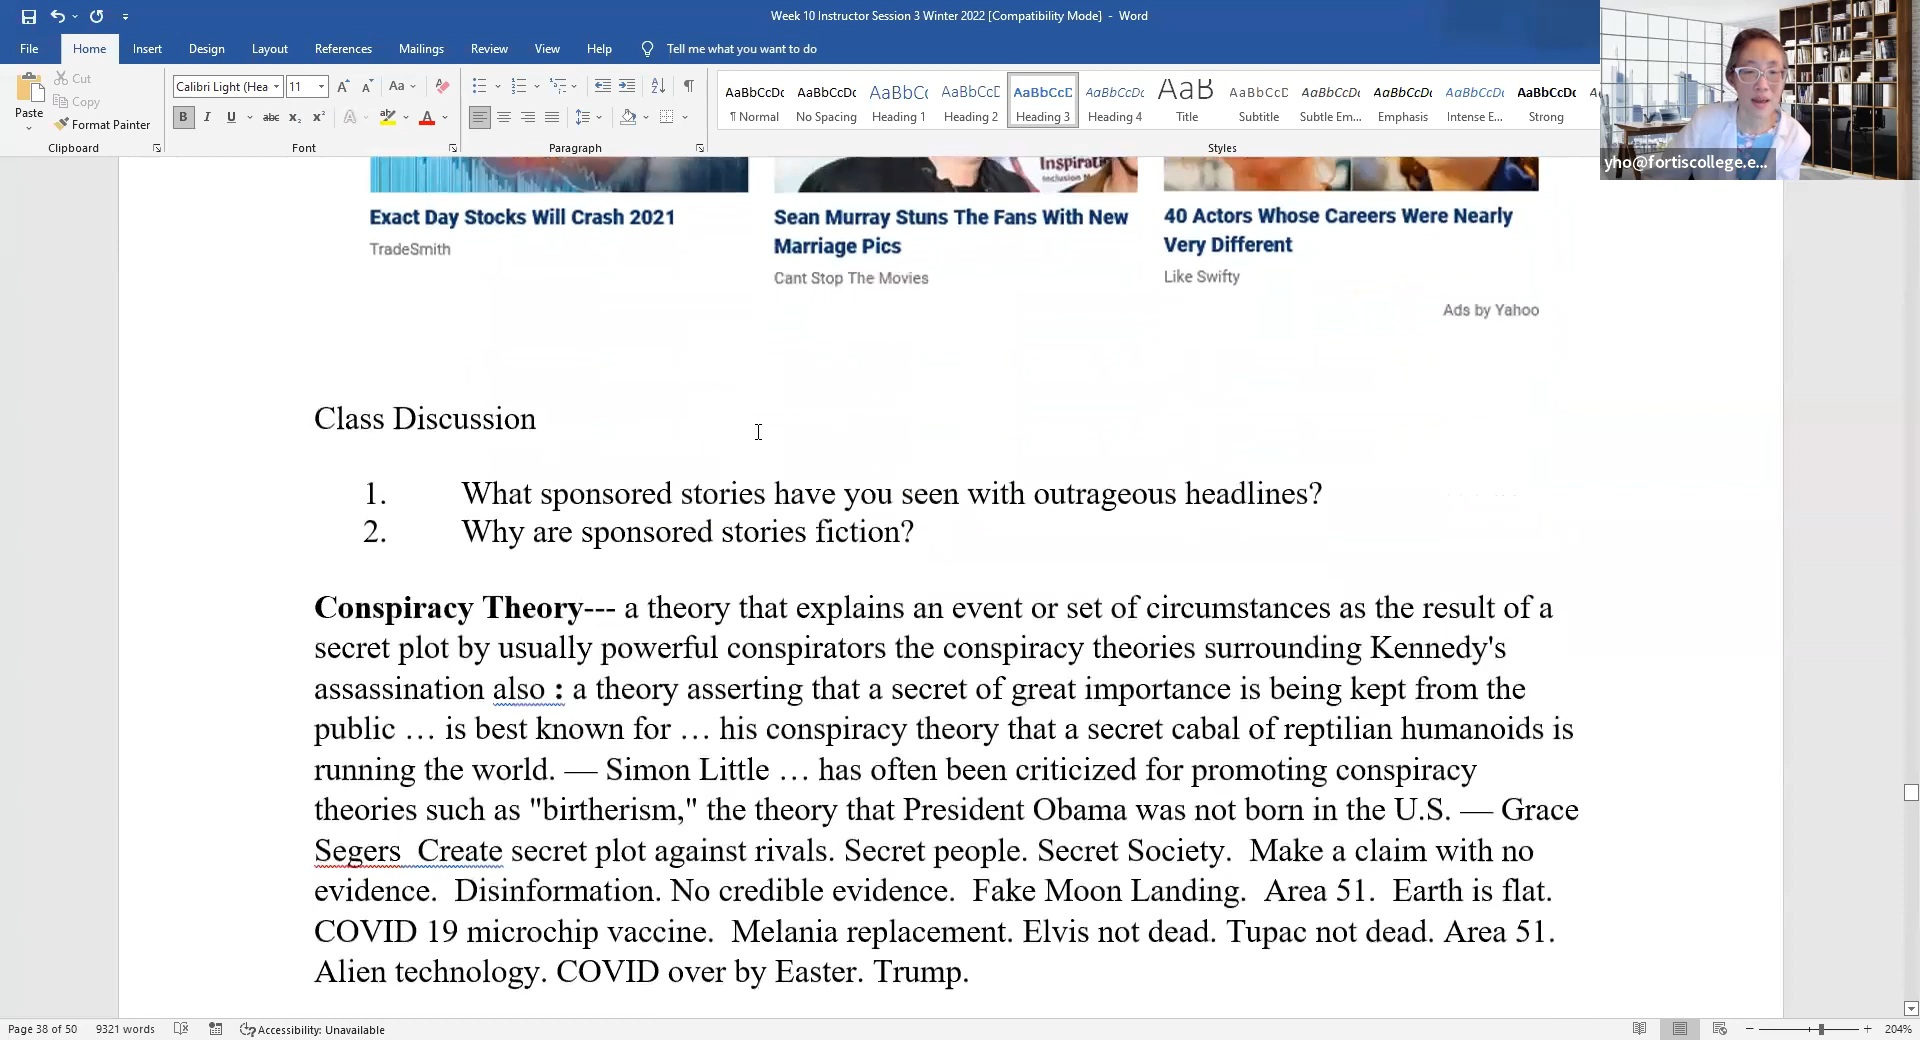 Week 10 Instructor Session 3 Winter 2022 [Compatibility Mode] - Word
File Home Insert Design Layout References Mailings Review View Help Tell me what you want to do
Paste
Cut
Copy
Format Painter
Calibri Light (Hea 11
AaBbCcDc AaBbCcDc AaBbCc AaBbCcD AaBbCcD AaBbCcDc AaB AaBbCcD AaBbCcDc AaBbCcDc AaBbCcDc AaBbCcDc
¶ Normal No Spacing Heading 1 Heading 2 Heading 3 Heading 4 Title Subtitle Subtle Em... Emphasis Intense E... Strong
Clipboard Font Paragraph Styles
yho@fortiscollege.e...
Inspirati
Inclusion
Exact Day Stocks Will Crash 2021
TradeSmith
Sean Murray Stuns The Fans With New
Marriage Pics
Cant Stop The Movies
40 Actors Whose Careers Were Nearly
Very Different
Like Swifty
Ads by Yahoo
Class Discussion
1. What sponsored stories have you seen with outrageous headlines?
2. Why are sponsored stories fiction?
Conspiracy Theory--- a theory that explains an event or set of circumstances as the result of a
secret plot by usually powerful conspirators the conspiracy theories surrounding Kennedy's
assassination also : a theory asserting that a secret of great importance is being kept from the
public … is best known for … his conspiracy theory that a secret cabal of reptilian humanoids is
running the world. — Simon Little … has often been criticized for promoting conspiracy
theories such as "birtherism," the theory that President Obama was not born in the U.S. — Grace
Segers Create secret plot against rivals. Secret people. Secret Society. Make a claim with no
evidence. Disinformation. No credible evidence. Fake Moon Landing. Area 51. Earth is flat.
COVID 19 microchip vaccine. Melania replacement. Elvis not dead. Tupac not dead. Area 51.
Alien technology. COVID over by Easter. Trump.
Page 38 of 50 9321 words Accessibility: Unavailable 204%